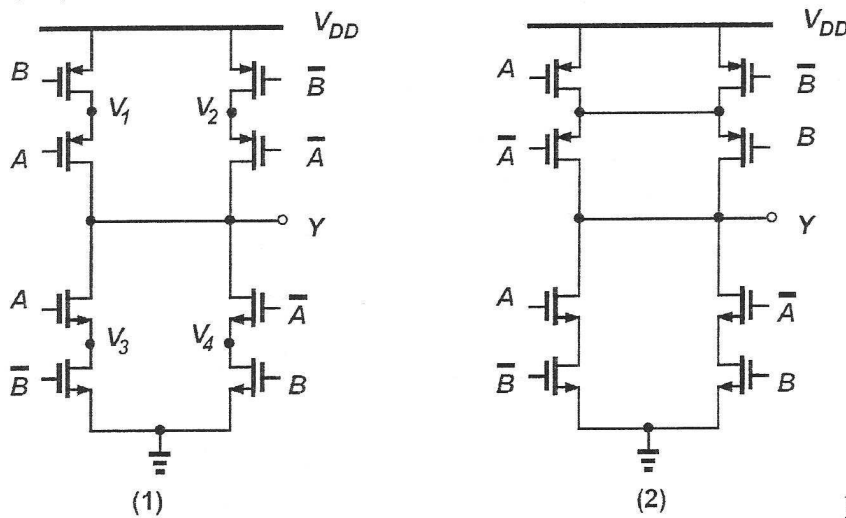 V_DD V_DD
B B̅ A B̅
V_1 V_2
A A̅ A̅ B
Y Y
A A̅ A A̅
V_3 V_4
B̅ B B̅ B
(1) (2)